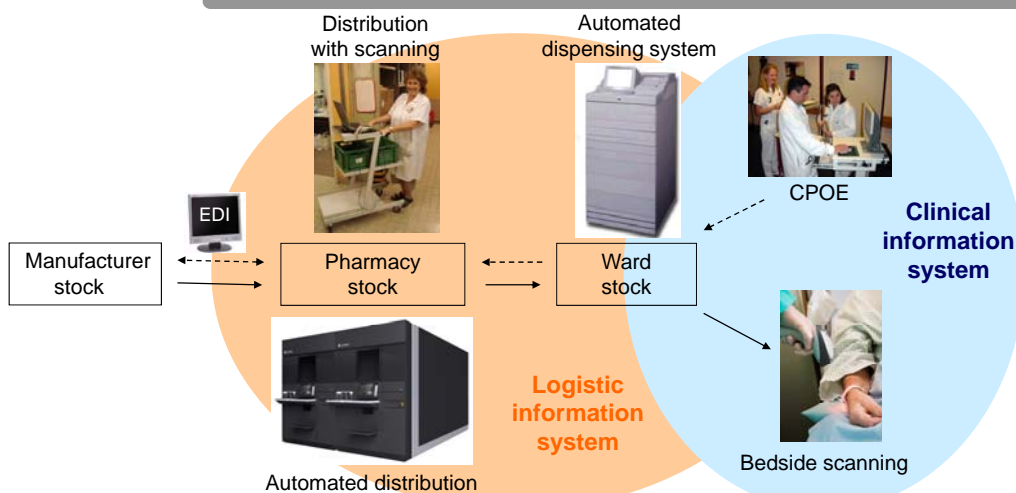 Distribution
with scanning
Automated
dispensing system
EDI
CPOE
Clinical
information
system
Manufacturer
stock
Pharmacy
stock
Ward
stock
Logistic
information
system
Bedside scanning
Automated distribution